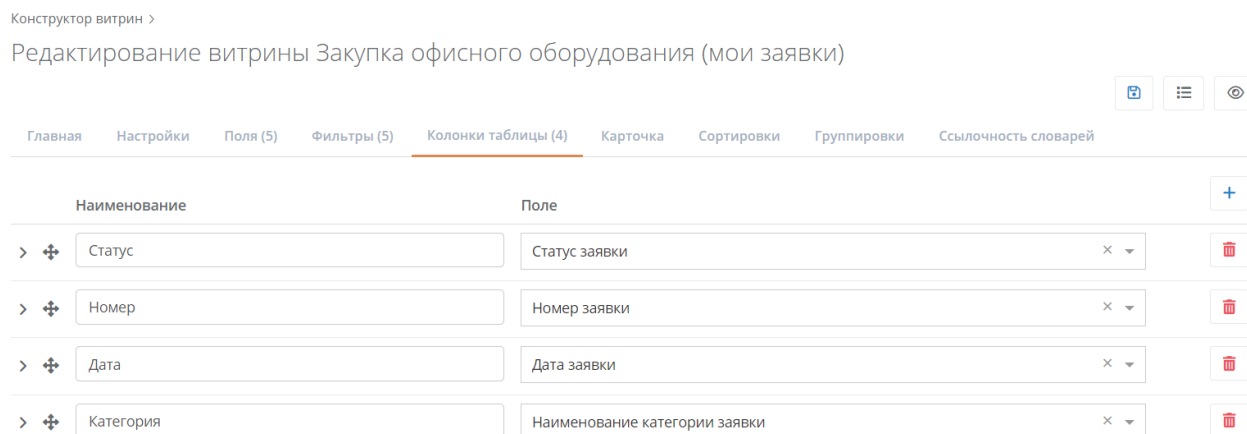 Конструктор витрин >
Редактирование витрины Закупка офисного оборудования (мои заявки)
Главная Настройки Поля (5) Фильтры (5) Колонки таблицы (4) Карточка Сортировки Группировки Ссылочность словарей
Наименование Поле
Статус Статус заявки
Номер Номер заявки
Дата Дата заявки
Категория Наименование категории заявки